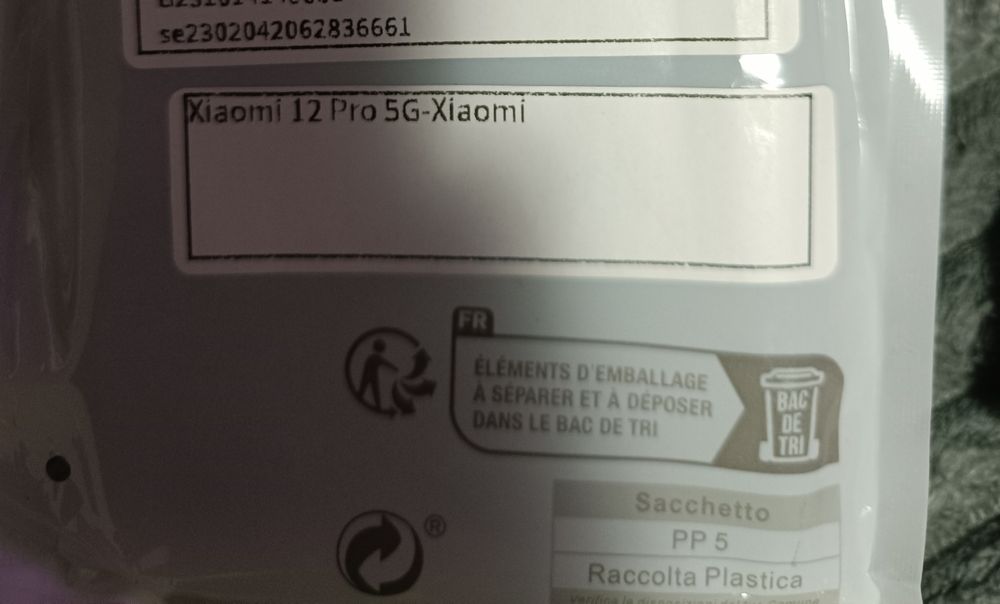 se2302042062836661
Xiaomi 12 Pro 5G-Xiaomi
FR
ÉLÉMENTS D'EMBALLAGE
À SÉPARER ET À DÉPOSER
DANS LE BAC DE TRI
BAC
DE
TRI
®
Sacchetto
PP 5
Raccolta Plastica